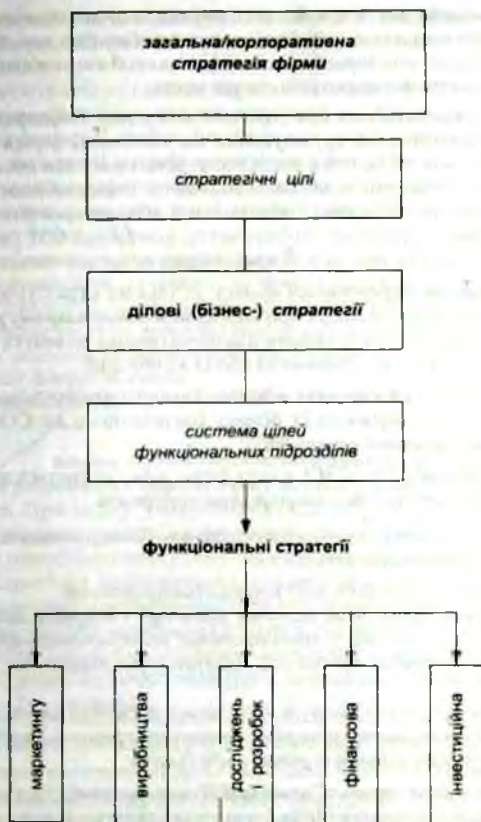 загальна/корпоративна
стратегія фірми
стратегічні цілі
ділові (бізнес-) стратегії
система цілей
функціональних підрозділів
функціональні стратегії
маркетингу
виробництва
досліджень
і розробок
фінансова
інвестиційна